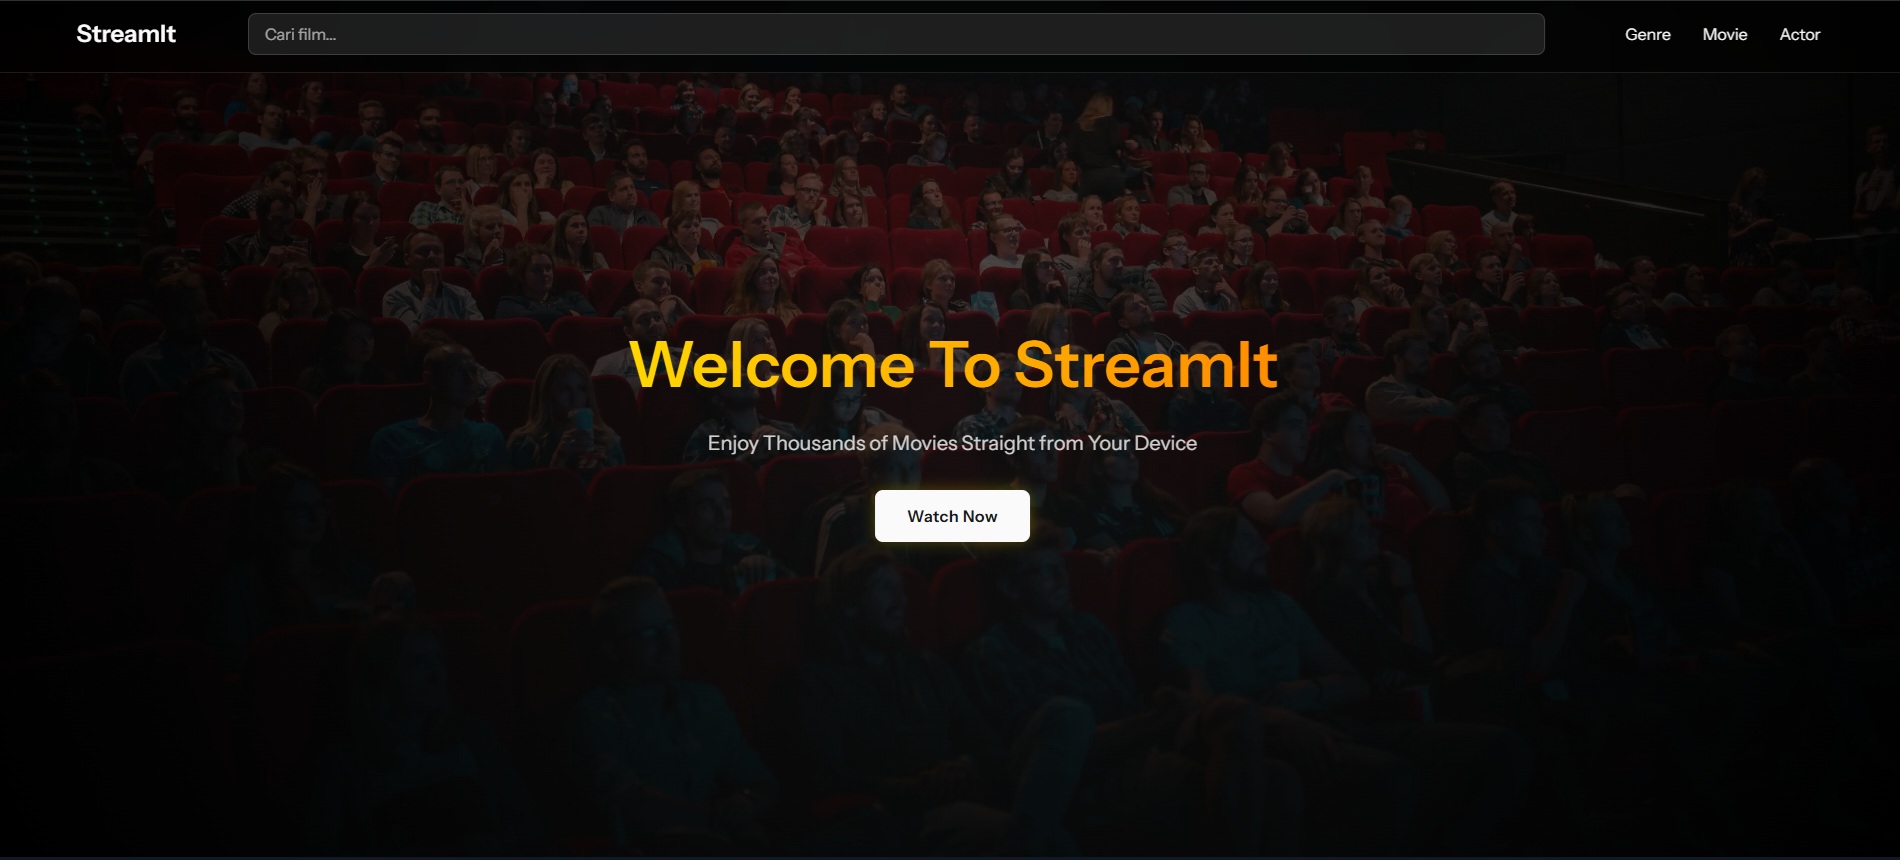 StreamIt
Cari film...
Genre
Movie
Actor
Welcome To StreamIt
Enjoy Thousands of Movies Straight from Your Device
Watch Now